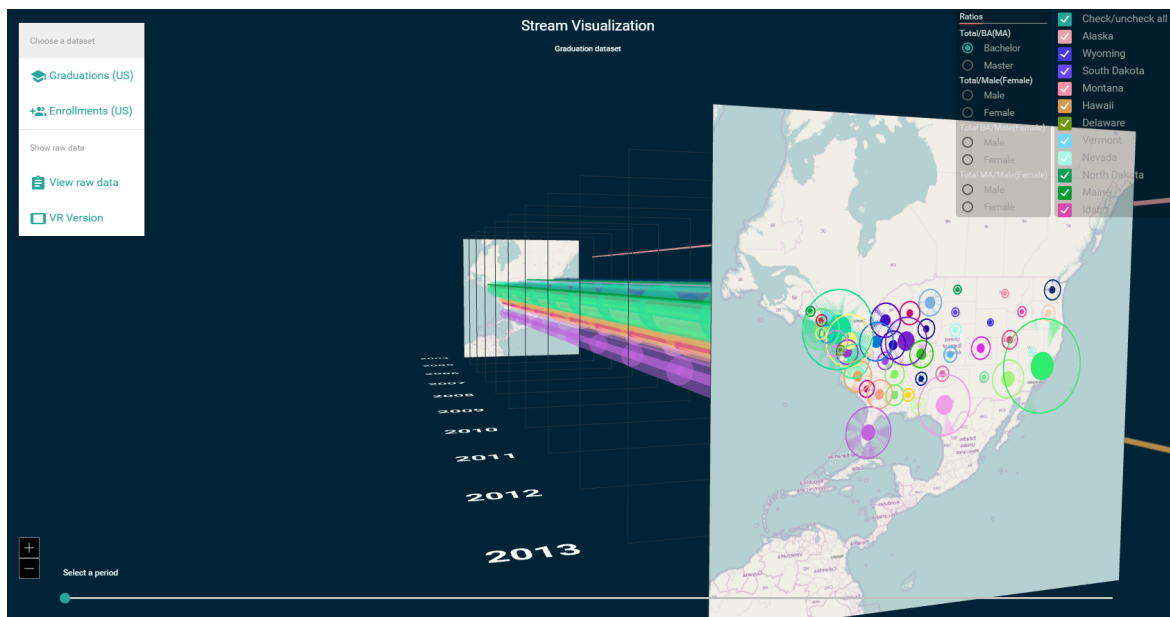 Stream Visualization
Graduation dataset
Choose a dataset
Graduations (US)
Enrollments (US)
Show raw data
View raw data
VR Version
Ratios
Total/BA(MA)
Bachelor
Master
Total/Male(Female)
Male
Female
Total BA/Male(Female)
Male
Female
Total MA/Male(Female)
Male
Female
Check/uncheck all
Alaska
Wyoming
South Dakota
Montana
Hawaii
Delaware
Vermont
Nevada
North Dakota
Maine
Idaho
2005
2006
2007
2008
2009
2010
2011
2012
2013
+
−
Select a period